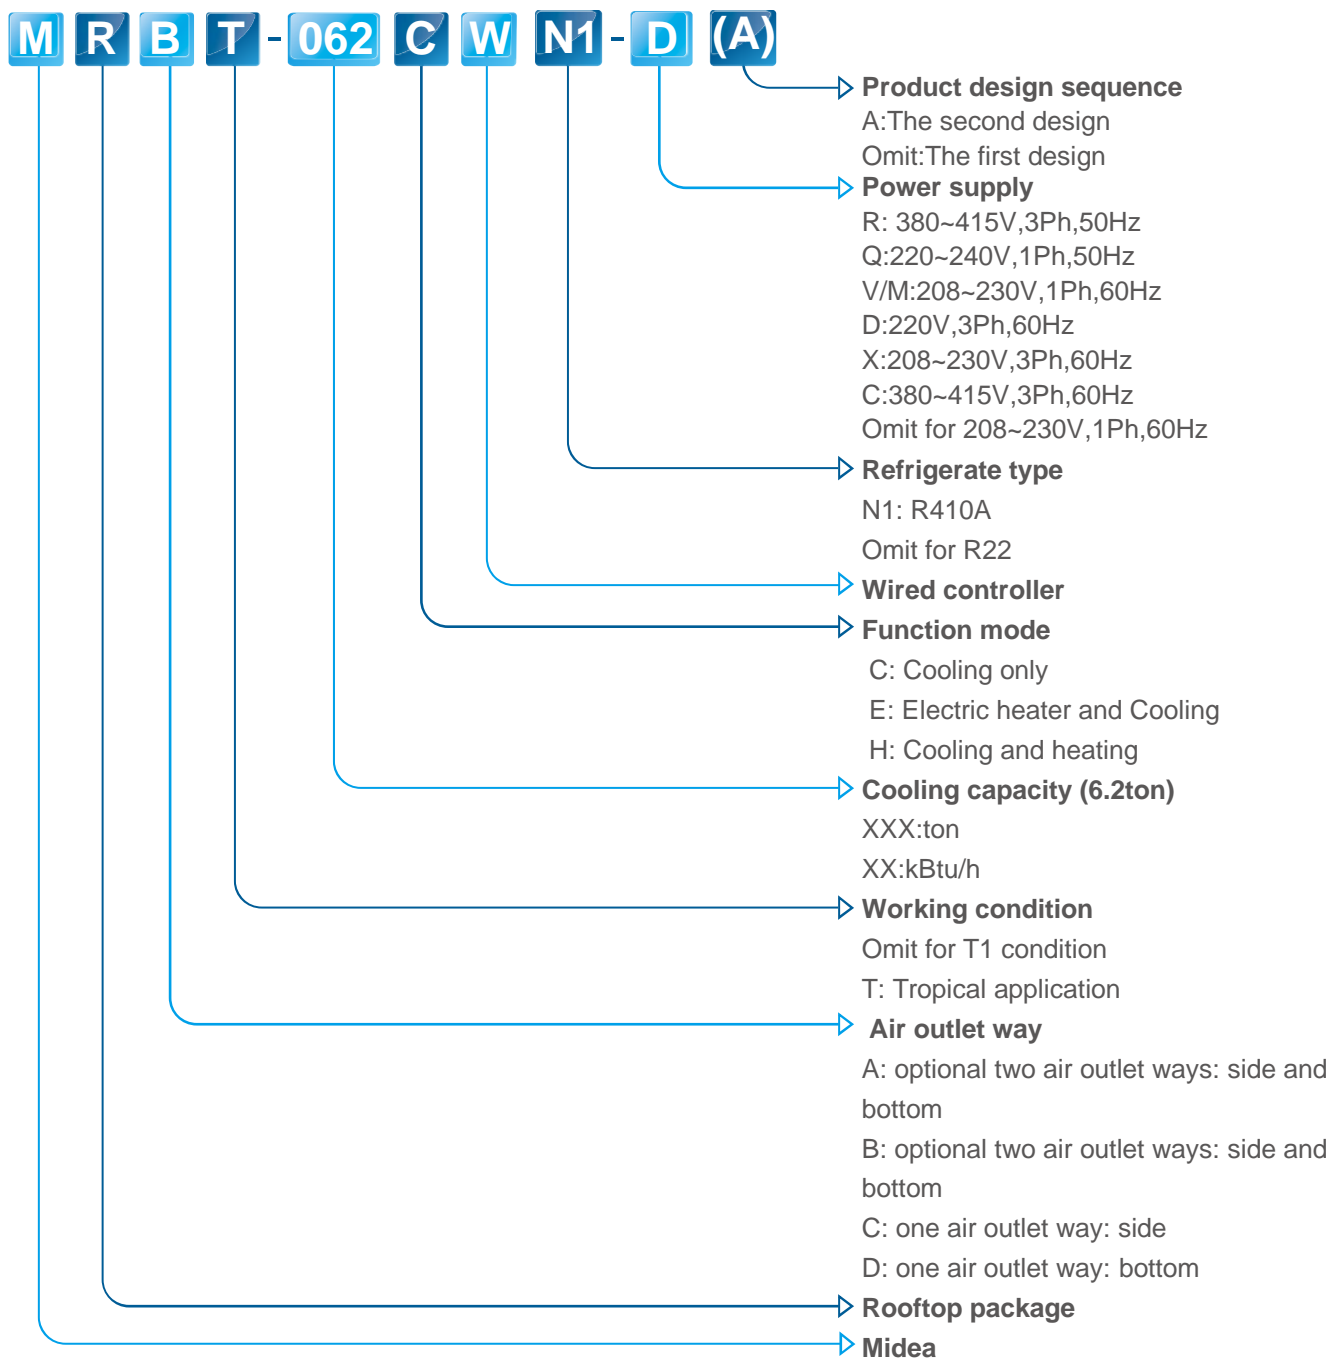 M R B T - 062 C W N1 - D (A)
Product design sequence
A:The second design
Omit:The first design
Power supply
R: 380~415V,3Ph,50Hz
Q:220~240V,1Ph,50Hz
V/M:208~230V,1Ph,60Hz
D:220V,3Ph,60Hz
X:208~230V,3Ph,60Hz
C:380~415V,3Ph,60Hz
Omit for 208~230V,1Ph,60Hz
Refrigerate type
N1: R410A
Omit for R22
Wired controller
Function mode
C: Cooling only
E: Electric heater and Cooling
H: Cooling and heating
Cooling capacity (6.2ton)
XXX:ton
XX:kBtu/h
Working condition
Omit for T1 condition
T: Tropical application
Air outlet way
A: optional two air outlet ways: side and
bottom
B: optional two air outlet ways: side and
bottom
C: one air outlet way: side
D: one air outlet way: bottom
Rooftop package
Midea